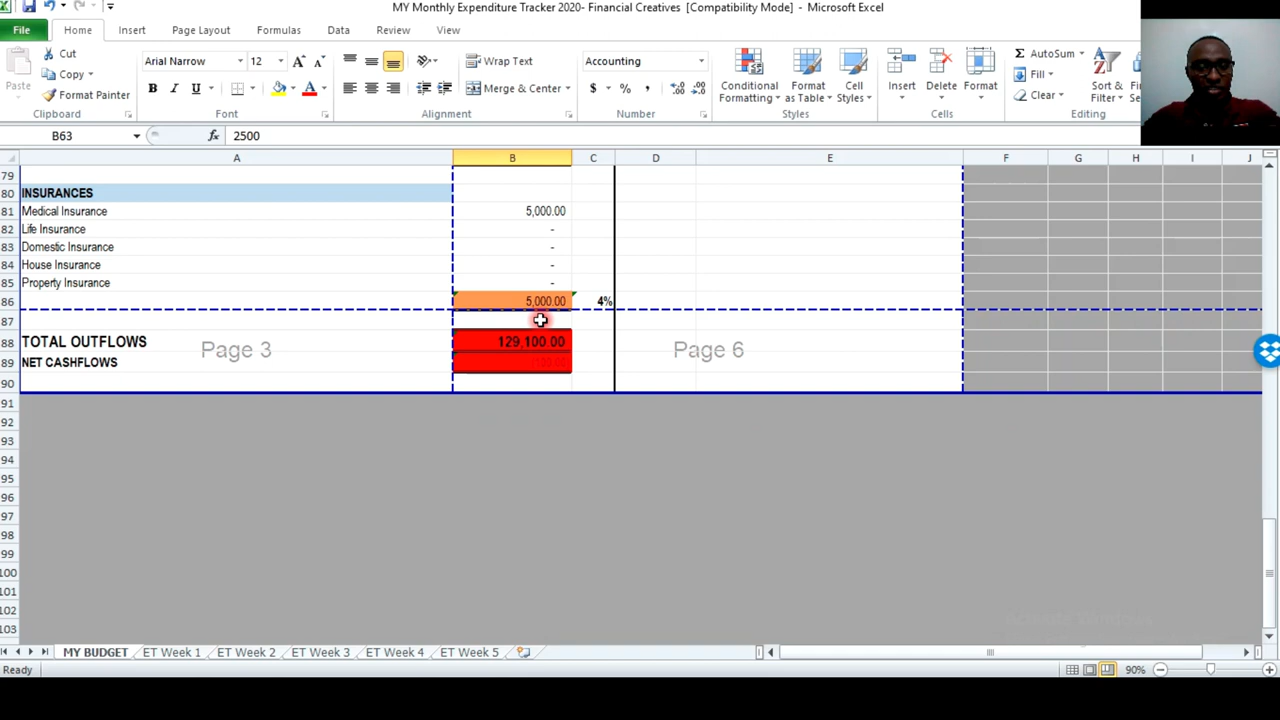 MY Monthly Expenditure Tracker 2020- Financial Creatives [Compatibility Mode] - Microsoft Excel
File Home Insert Page Layout Formulas Data Review View
Cut
Copy
Format Painter
Paste
Clipboard
Arial Narrow 12
Font
Wrap Text
Merge & Center
Alignment
Accounting
$ % ,
Number
Conditional Formatting
Format as Table
Cell Styles
Styles
Insert Delete Format
Cells
Σ AutoSum
Fill
Clear
Sort & Filter
Editing
B63 fx 2500
A B C D E F G H I J
79
80 INSURANCES
81 Medical Insurance 5,000.00
82 Life Insurance -
83 Domestic Insurance -
84 House Insurance -
85 Property Insurance -
86 5,000.00 4%
87
88 TOTAL OUTFLOWS 129,100.00
89 NET CASHFLOWS
Page 3 Page 6
90
91
92
93
94
95
96
97
98
99
100
101
102
103
MY BUDGET ET Week 1 ET Week 2 ET Week 3 ET Week 4 ET Week 5
Ready 90%